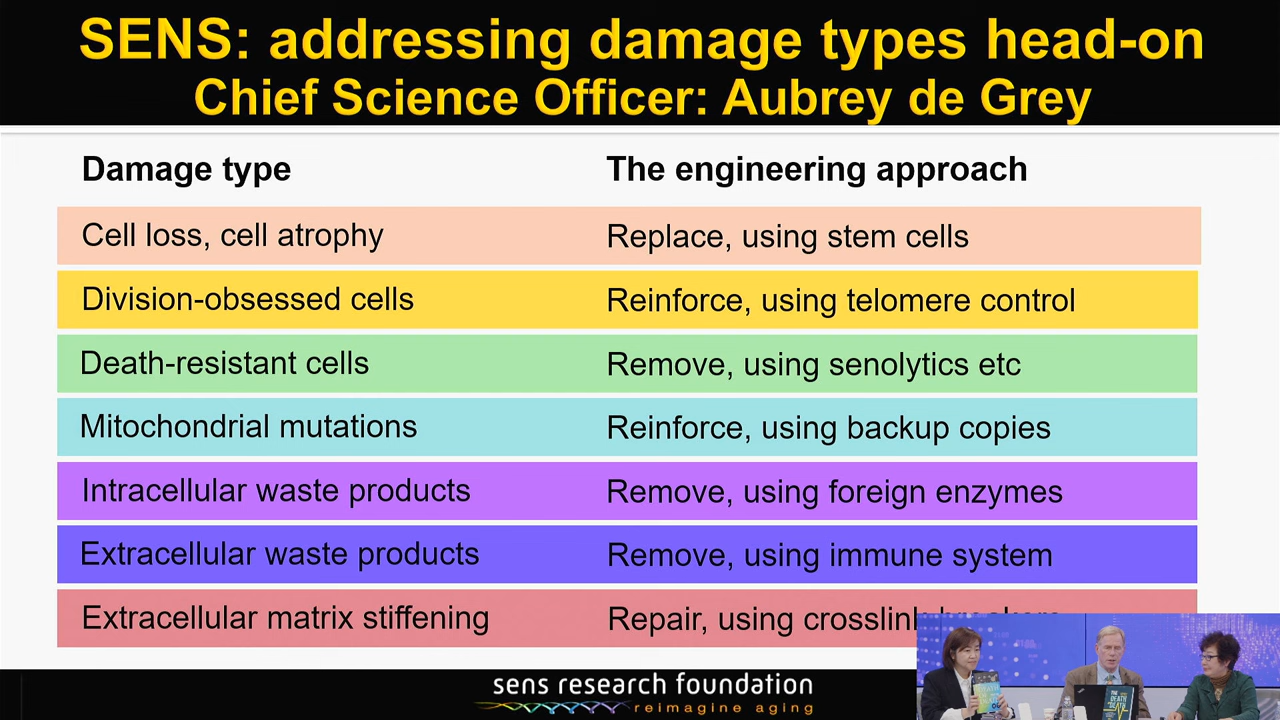 SENS: addressing damage types head-on
Chief Science Officer: Aubrey de Grey
Damage type The engineering approach
Cell loss, cell atrophy Replace, using stem cells
Division-obsessed cells Reinforce, using telomere control
Death-resistant cells Remove, using senolytics etc
Mitochondrial mutations Reinforce, using backup copies
Intracellular waste products Remove, using foreign enzymes
Extracellular waste products Remove, using immune system
Extracellular matrix stiffening Repair, using crosslink breakers
sens research foundation
reimagine aging
THE
DEATH
DEATH